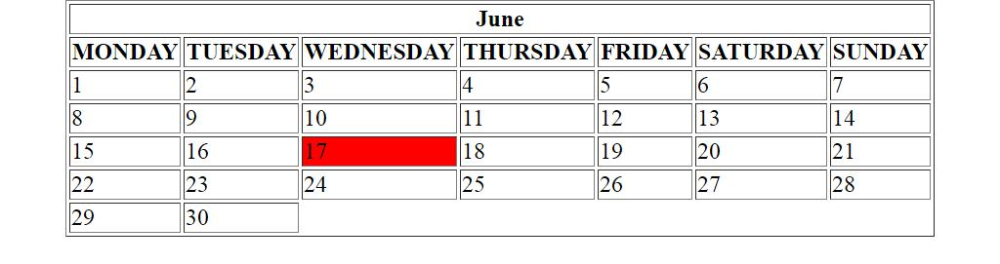 June
MONDAY TUESDAY WEDNESDAY THURSDAY FRIDAY SATURDAY SUNDAY
1 2 3 4 5 6 7
8 9 10 11 12 13 14
15 16 17 18 19 20 21
22 23 24 25 26 27 28
29 30